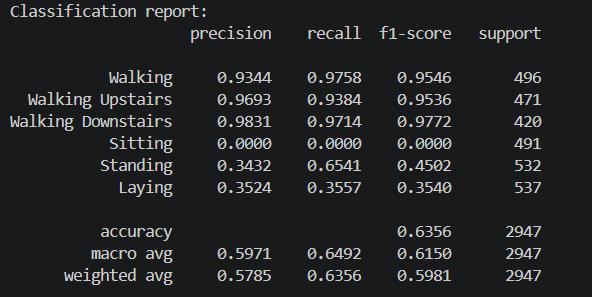 Classification report:
precision recall f1-score support
Walking 0.9344 0.9758 0.9546 496
Walking Upstairs 0.9693 0.9384 0.9536 471
Walking Downstairs 0.9831 0.9714 0.9772 420
Sitting 0.0000 0.0000 0.0000 491
Standing 0.3432 0.6541 0.4502 532
Laying 0.3524 0.3557 0.3540 537
accuracy 0.6356 2947
macro avg 0.5971 0.6492 0.6150 2947
weighted avg 0.5785 0.6356 0.5981 2947